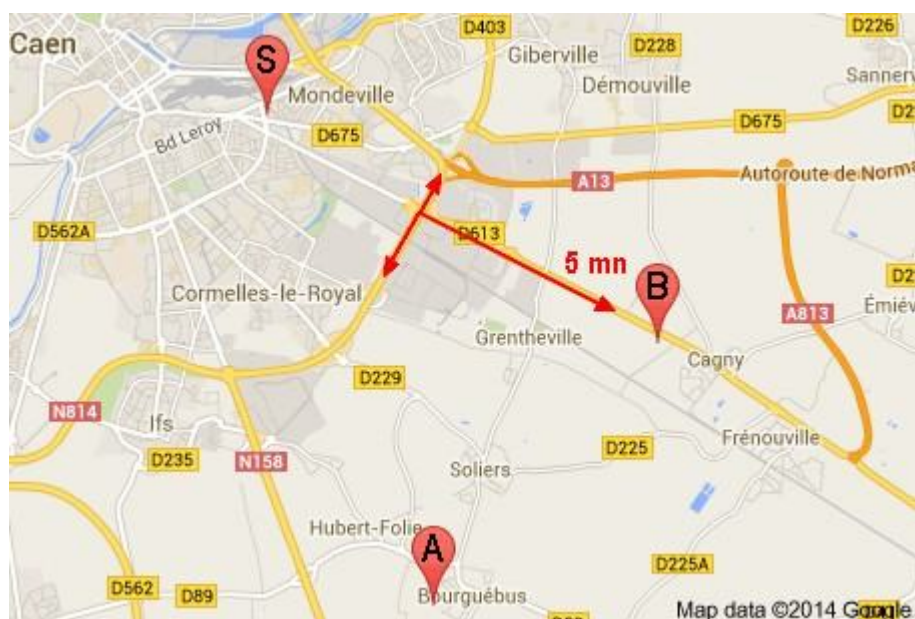 Caen
D403
D226
Giberville
D228
S
Démouville
Sannerv
Mondeville
D675
D675
Bd Leroy
A13
Autoroute de Norma
D562A
D613
5 mn
B
Cormelles-le-Royal
A813
Émiév
Grentheville
Cagny
D229
N814
Ifs
Frénouville
D225
D235
N158
Soliers
Hubert-Folie
A
D225A
D562
D89
Bourguébus
Map data ©2014 Google